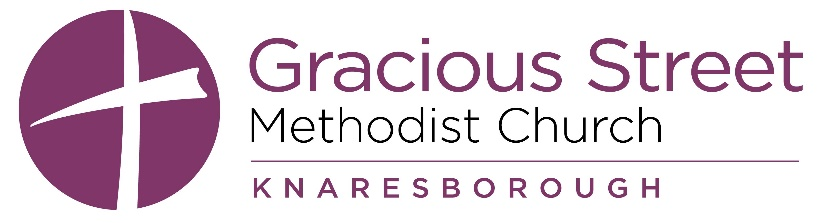 Gracious Street
Methodist Church
KNARESBOROUGH